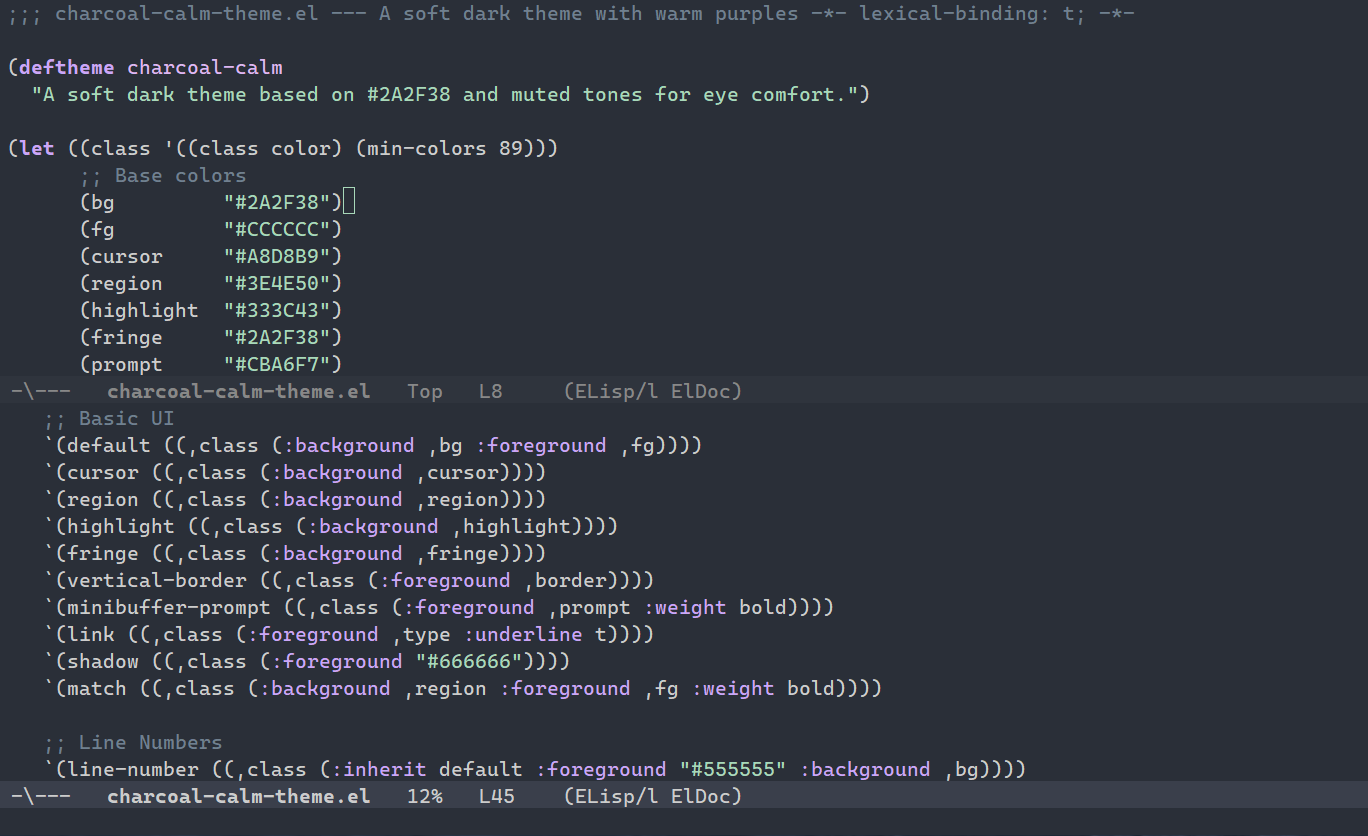 ;;; charcoal-calm-theme.el --- A soft dark theme with warm purples -*- lexical-binding: t; -*-

(deftheme charcoal-calm
  "A soft dark theme based on #2A2F38 and muted tones for eye comfort.")

(let ((class '((class color) (min-colors 89)))
      ;; Base colors
      (bg         "#2A2F38")
      (fg         "#CCCCCC")
      (cursor     "#A8D8B9")
      (region     "#3E4E50")
      (highlight  "#333C43")
      (fringe     "#2A2F38")
      (prompt     "#CBA6F7")
-\---   charcoal-calm-theme.el   Top   L8     (ELisp/l ElDoc)
   ;; Basic UI
   `(default ((,class (:background ,bg :foreground ,fg))))
   `(cursor ((,class (:background ,cursor))))
   `(region ((,class (:background ,region))))
   `(highlight ((,class (:background ,highlight))))
   `(fringe ((,class (:background ,fringe))))
   `(vertical-border ((,class (:foreground ,border))))
   `(minibuffer-prompt ((,class (:foreground ,prompt :weight bold))))
   `(link ((,class (:foreground ,type :underline t))))
   `(shadow ((,class (:foreground "#666666"))))
   `(match ((,class (:background ,region :foreground ,fg :weight bold))))

   ;; Line Numbers
   `(line-number ((,class (:inherit default :foreground "#555555" :background ,bg))))
-\---   charcoal-calm-theme.el   12%   L45    (ELisp/l ElDoc)